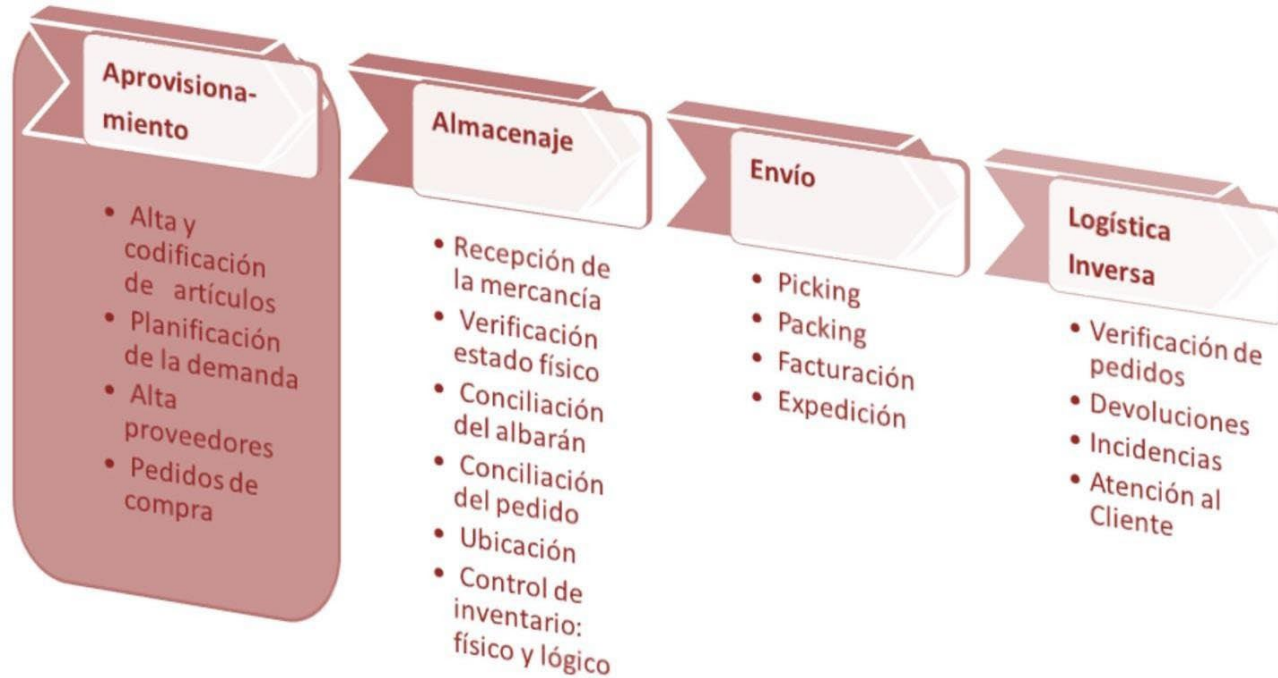 Aprovisiona-
miento
• Alta y
codificación
de artículos
• Planificación
de la demanda
• Alta
proveedores
• Pedidos de
compra
Almacenaje
• Recepción de
la mercancía
• Verificación
estado físico
• Conciliación
del albarán
• Conciliación
del pedido
• Ubicación
• Control de
inventario:
físico y lógico
Envío
• Picking
• Packing
• Facturación
• Expedición
Logística
Inversa
• Verificación de
pedidos
• Devoluciones
• Incidencias
• Atención al
Cliente